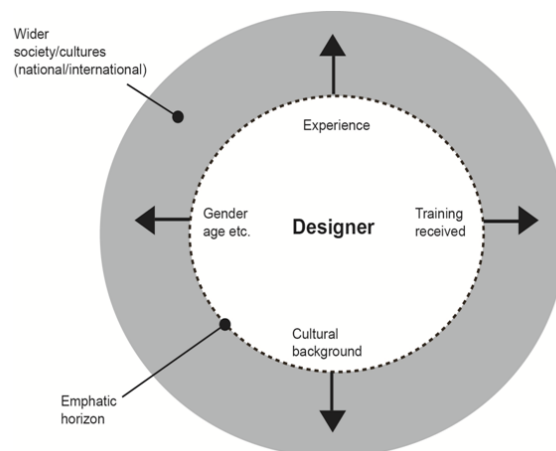 Wider
society/cultures
(national/international)
Experience
Gender
age etc.
Designer
Training
received
Cultural
background
Emphatic
horizon